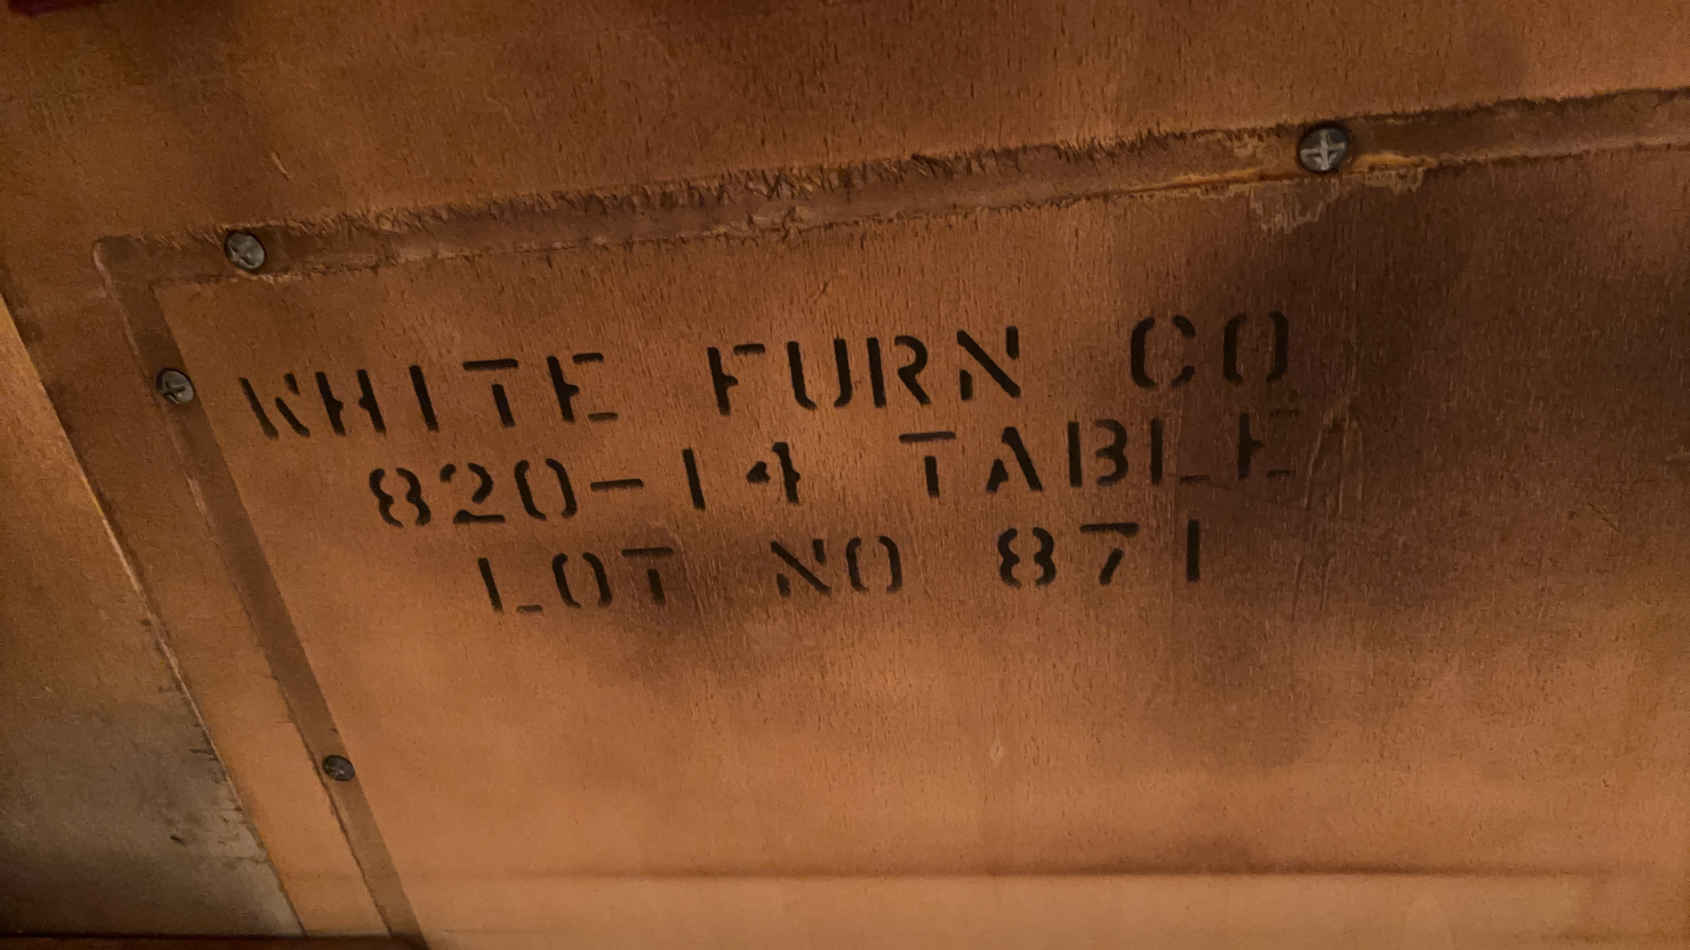 WHITE FURN CO
820-14 TABLE
LOT NO 871